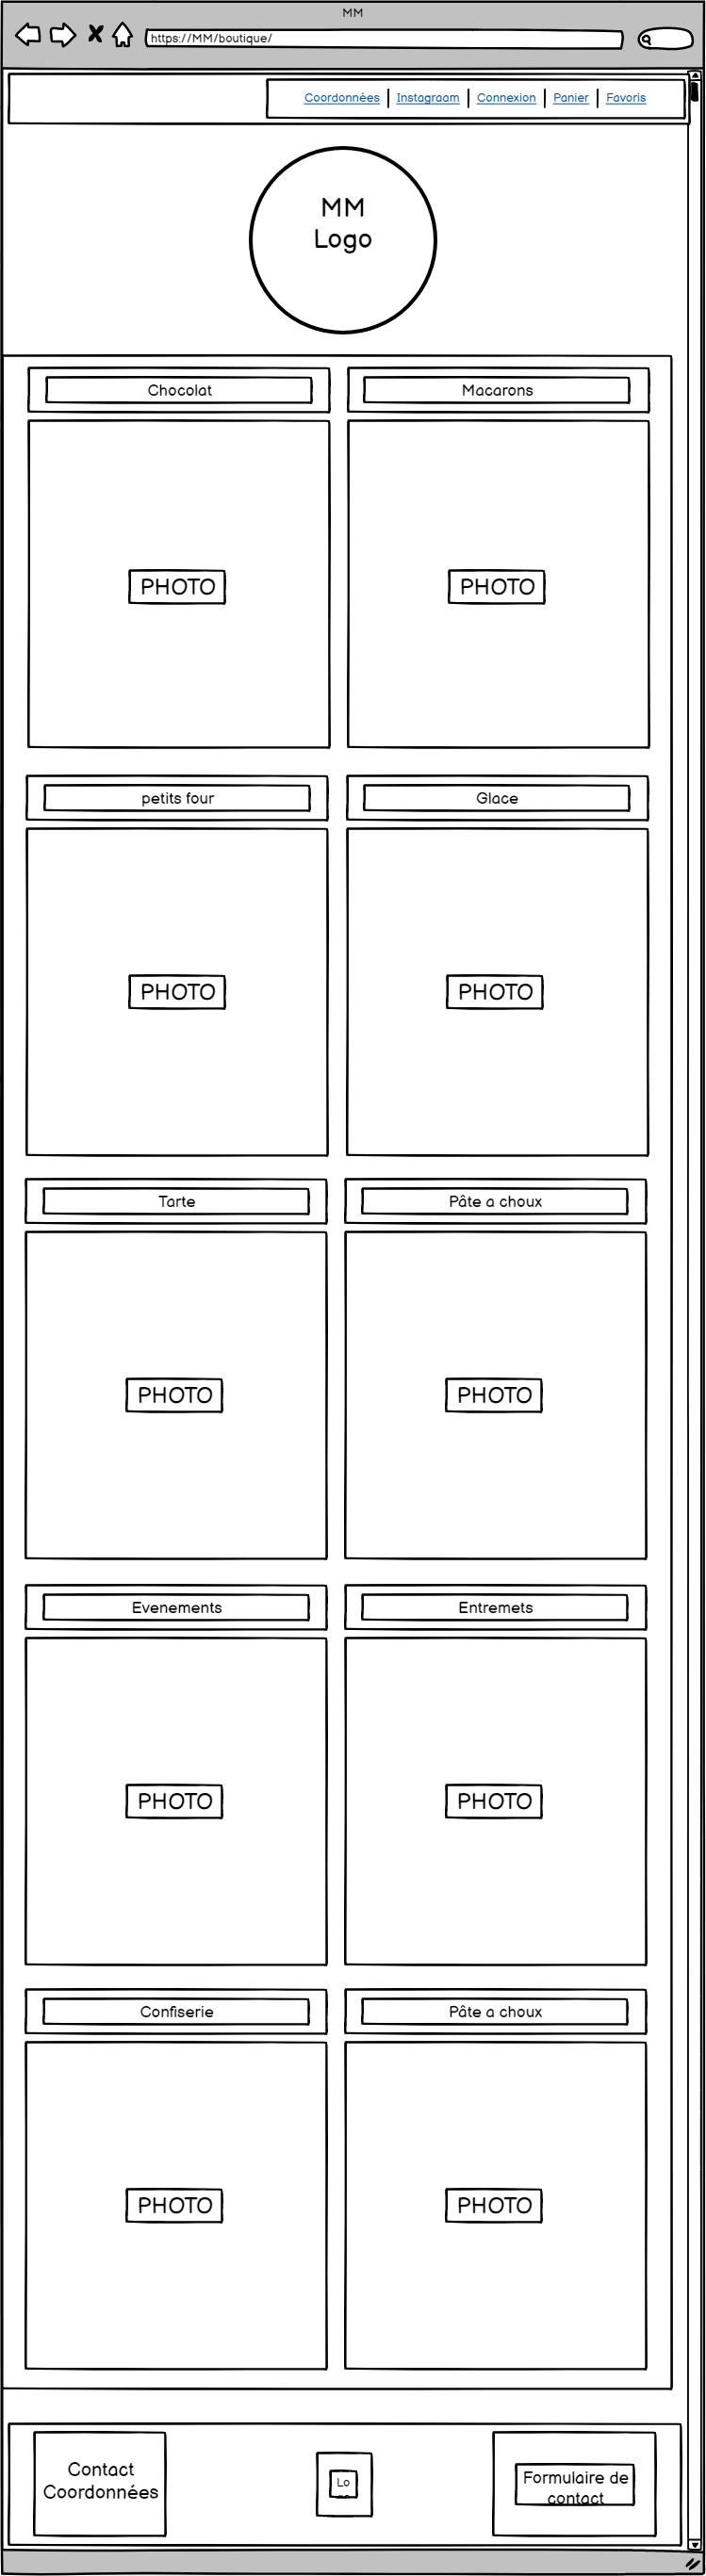 MM
https://MM/boutique/
Coordonnées | Instagraam | Connexion | Panier | Favoris
MM
Logo
Chocolat
Macarons
PHOTO
PHOTO
petits four
Glace
PHOTO
PHOTO
Tarte
Pâte a choux
PHOTO
PHOTO
Evenements
Entremets
PHOTO
PHOTO
Confiserie
Pâte a choux
PHOTO
PHOTO
Contact
Coordonnées
Lo
Formulaire de
contact